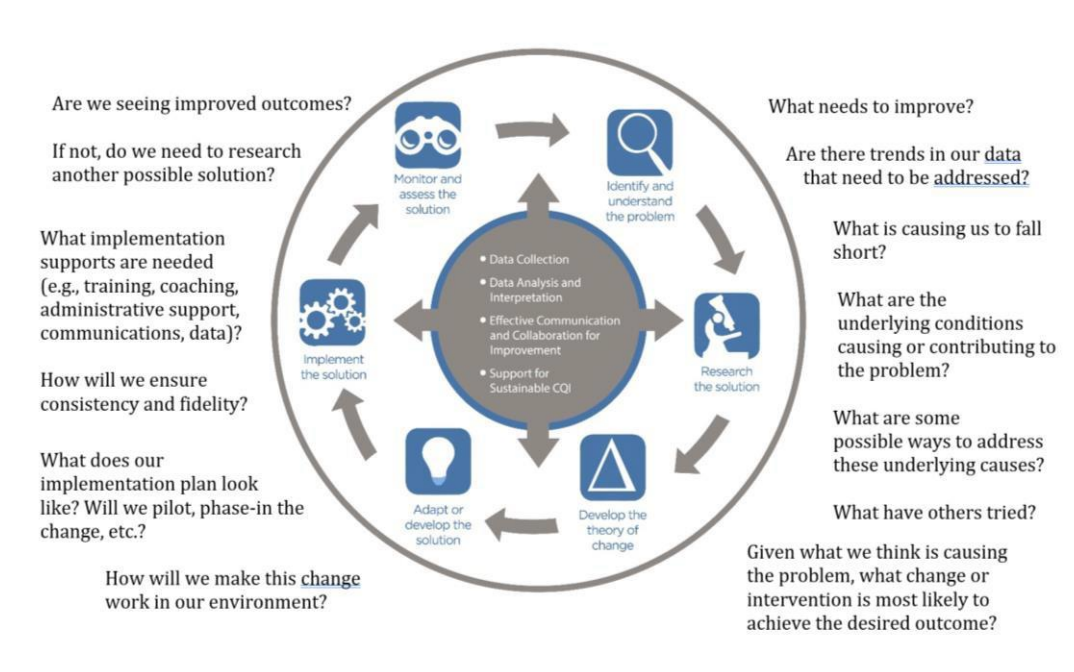 Are we seeing improved outcomes?
If not, do we need to research
another possible solution?
What implementation
supports are needed
(e.g., training, coaching,
administrative support,
communications, data)?
How will we ensure
consistency and fidelity?
What does our
implementation plan look
like? Will we pilot, phase-in the
change, etc.?
How will we make this change
work in our environment?
Monitor and
assess the
solution
Identify and
understand
the problem
• Data Collection
• Data Analysis and
Interpretation
• Effective Communication
and Collaboration for
Improvement
• Support for
Sustainable CQI
Implement
the solution
Research
the solution
Adapt or
develop the
solution
Develop the
theory of
change
What needs to improve?
Are there trends in our data
that need to be addressed?
What is causing us to fall
short?
What are the
underlying conditions
causing or contributing to
the problem?
What are some
possible ways to address
these underlying causes?
What have others tried?
Given what we think is causing
the problem, what change or
intervention is most likely to
achieve the desired outcome?